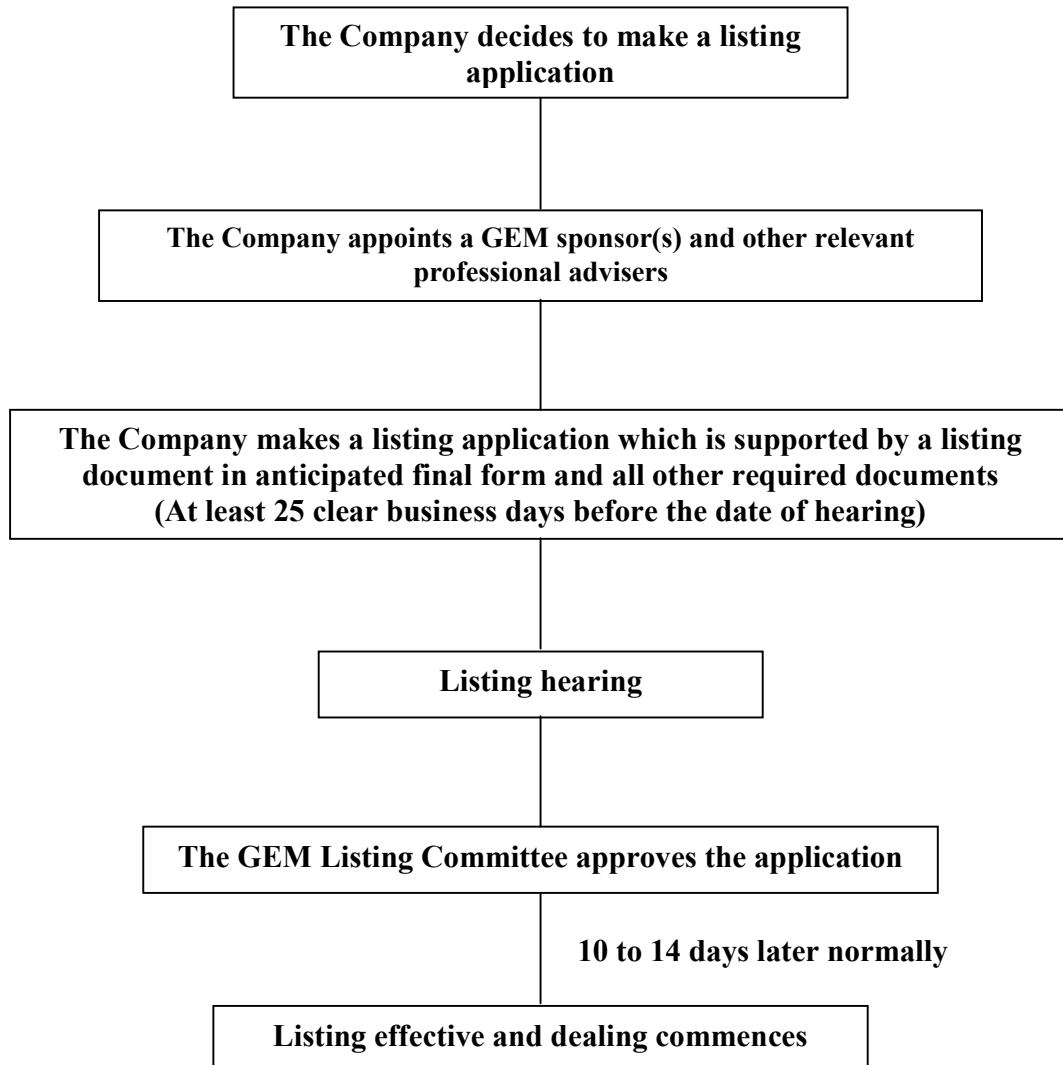 The Company decides to make a listing
application
The Company appoints a GEM sponsor(s) and other relevant
professional advisers
The Company makes a listing application which is supported by a listing
document in anticipated final form and all other required documents
(At least 25 clear business days before the date of hearing)
Listing hearing
The GEM Listing Committee approves the application
10 to 14 days later normally
Listing effective and dealing commences